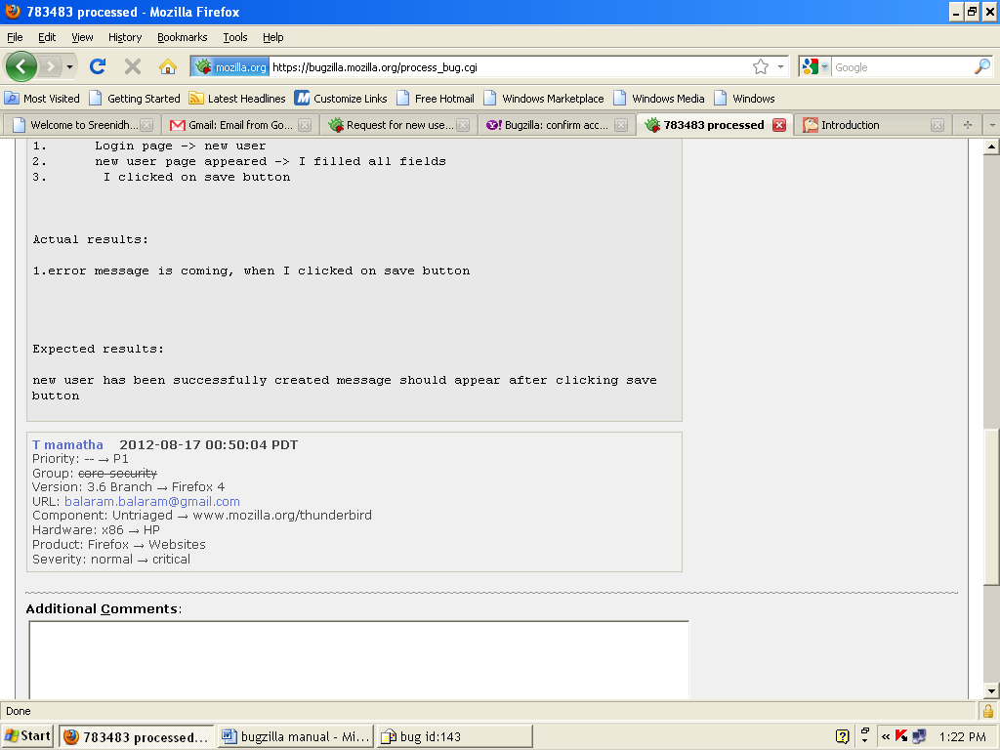 783483 processed - Mozilla Firefox
File Edit View History Bookmarks Tools Help
mozilla.org https://bugzilla.mozilla.org/process_bug.cgi Google
Most Visited Getting Started Latest Headlines Customize Links Free Hotmail Windows Marketplace Windows Media Windows
Welcome to Sreenidh... Gmail: Email from Go... Request for new use... Bugzilla: confirm acc... 783483 processed Introduction
1. Login page -> new user
2. new user page appeared -> I filled all fields
3. I clicked on save button
Actual results:
1.error message is coming, when I clicked on save button
Expected results:
new user has been successfully created message should appear after clicking save
button
T mamatha 2012-08-17 00:50:04 PDT
Priority: -- → P1
Group: core-security
Version: 3.6 Branch → Firefox 4
URL: balaram.balaram@gmail.com
Component: Untriaged → www.mozilla.org/thunderbird
Hardware: x86 → HP
Product: Firefox → Websites
Severity: normal → critical
Additional Comments:
Done
Start 783483 processed... bugzilla manual - Mi... bug id:143 1:22 PM